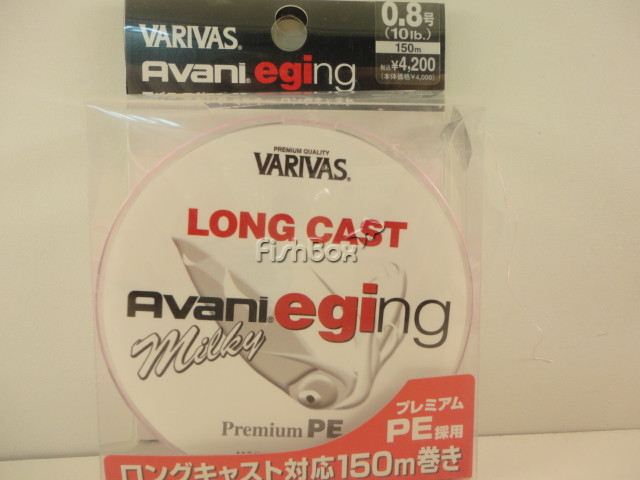 VARIVAS®
0.8号
(10lb.)
150m
税込¥4,200
(本体価格¥4,000)
Avani® eging
PREMIUM QUALITY
VARIVAS®
LONG CAST
FishBox
Avani® eging
Milky
Premium PE
プレミアム
PE採用
ロングキャスト対応150m巻き